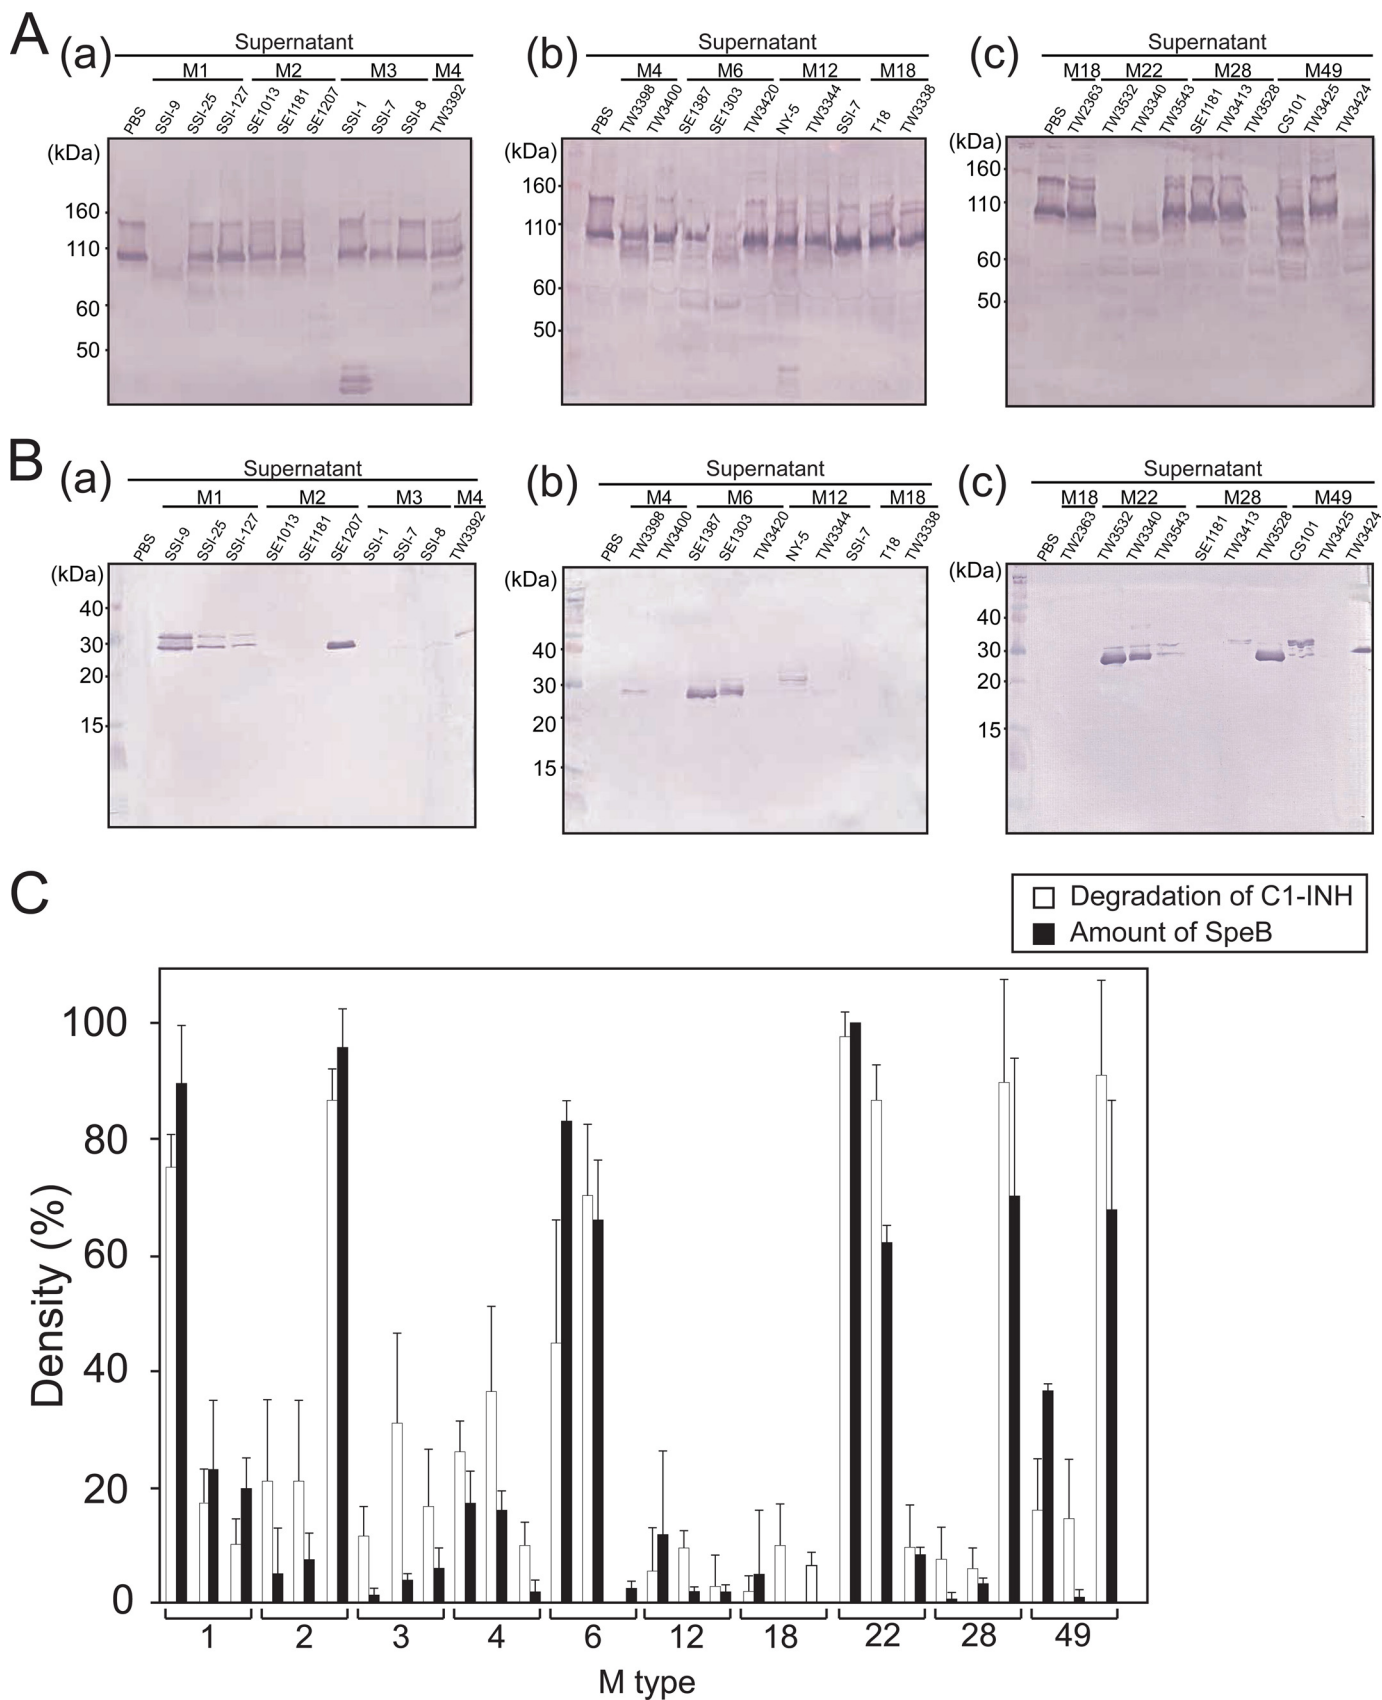 A
(a)
Supernatant
M1 M2 M3 M4
PBS SSI-9 SSI-25 SSI-127 SE1013 SE1181 SE1207 SSI-1 SSI-7 SSI-8 TW3392
(kDa)
160
110
60
50
(b)
Supernatant
M4 M6 M12 M18
PBS TW3398 TW3400 SE1387 SE1303 TW3420 NY-5 TW3344 SSI-7 T18 TW3338
(kDa)
160
110
60
50
(c)
Supernatant
M18 M22 M28 M49
PBS TW2363 TW3532 TW3340 TW3543 SE1181 TW3413 TW3528 CS101 TW3425 TW3424
(kDa)
160
110
60
50
B
(a)
Supernatant
M1 M2 M3 M4
PBS SSI-9 SSI-25 SSI-127 SE1013 SE1181 SE1207 SSI-1 SSI-7 SSI-8 TW3392
(kDa)
40
30
20
15
(b)
Supernatant
M4 M6 M12 M18
PBS TW3398 TW3400 SE1387 SE1303 TW3420 NY-5 TW3344 SSI-7 T18 TW3338
(kDa)
40
30
20
15
(c)
Supernatant
M18 M22 M28 M49
PBS TW2363 TW3532 TW3340 TW3543 SE1181 TW3413 TW3528 CS101 TW3425 TW3424
(kDa)
40
30
20
15
C
Degradation of C1-INH
Amount of SpeB
Density (%)
100
80
60
40
20
0
1 2 3 4 6 12 18 22 28 49
M type